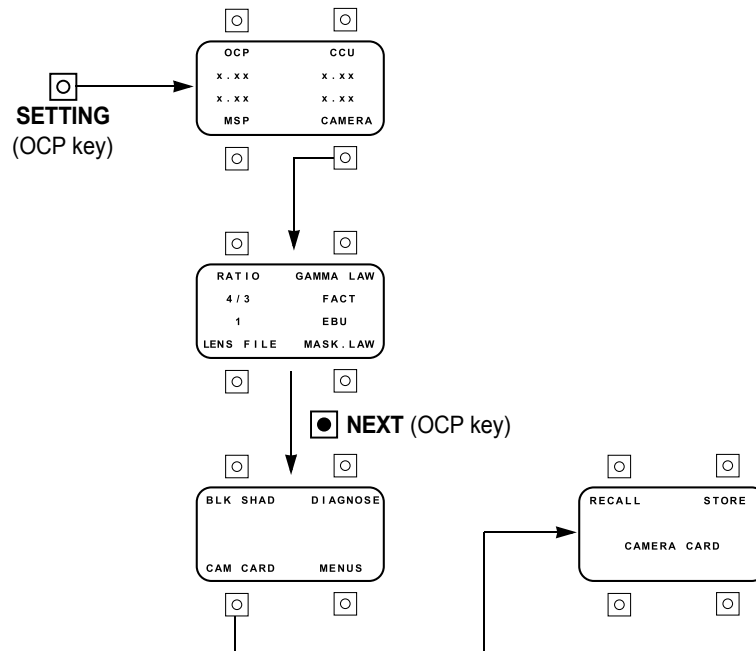 OCP CCU
x.xx x.xx
x.xx x.xx
MSP CAMERA
SETTING
(OCP key)
RATIO GAMMA LAW
4/3 FACT
1 EBU
LENS FILE MASK.LAW
NEXT (OCP key)
BLK SHAD DIAGNOSE
CAM CARD MENUS
RECALL STORE
CAMERA CARD